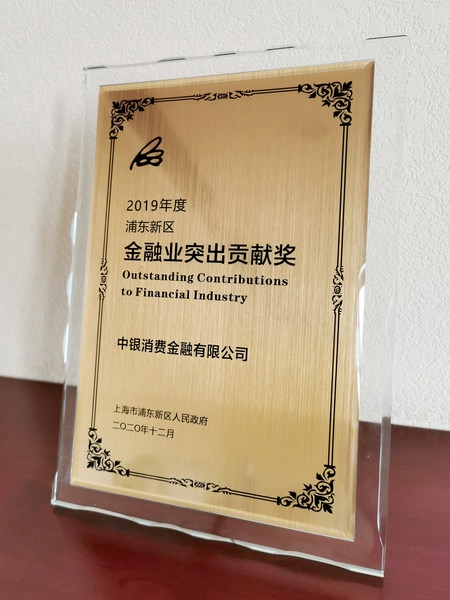 2019年度
浦东新区
金融业突出贡献奖
Outstanding Contributions
to Financial Industry
中银消费金融有限公司
上海市浦东新区人民政府
二〇二〇年十二月